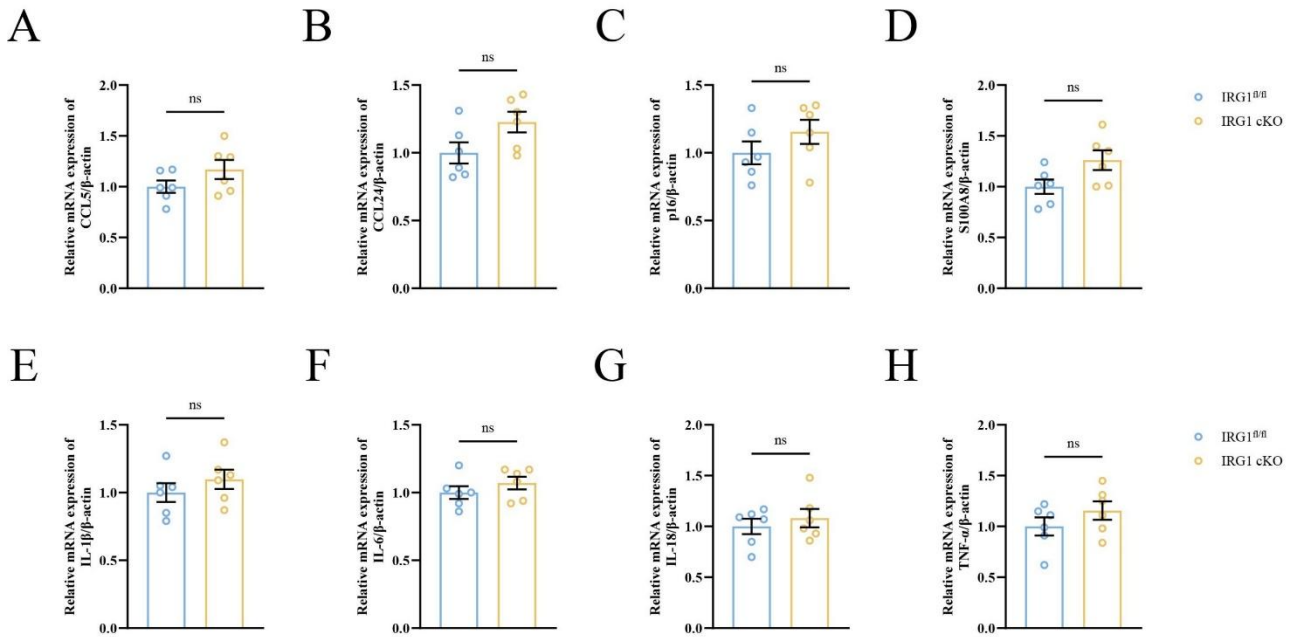 A
B
C
D
Relative mRNA expression of
CCL5/β-actin
2.0
1.5
1.0
0.5
0.0
ns
Relative mRNA expression of
CCL24/β-actin
1.5
1.0
0.5
0.0
ns
Relative mRNA expression of
p16/β-actin
1.5
1.0
0.5
0.0
ns
Relative mRNA expression of
S100A8/β-actin
2.0
1.5
1.0
0.5
0.0
ns
IRG1fl/fl
IRG1 cKO
E
F
G
H
Relative mRNA expression of
IL-1β/β-actin
1.5
1.0
0.5
0.0
ns
Relative mRNA expression of
IL-6/β-actin
1.5
1.0
0.5
0.0
ns
Relative mRNA expression of
IL-18/β-actin
2.0
1.5
1.0
0.5
0.0
ns
Relative mRNA expression of
TNF-α/β-actin
2.0
1.5
1.0
0.5
0.0
ns
IRG1fl/fl
IRG1 cKO